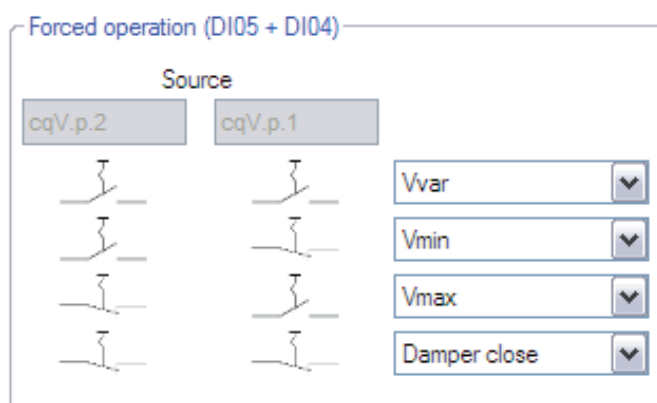 Forced operation (DI05 + DI04)
Source
cqV.p.2 cqV.p.1
Vvar
Vmin
Vmax
Damper close